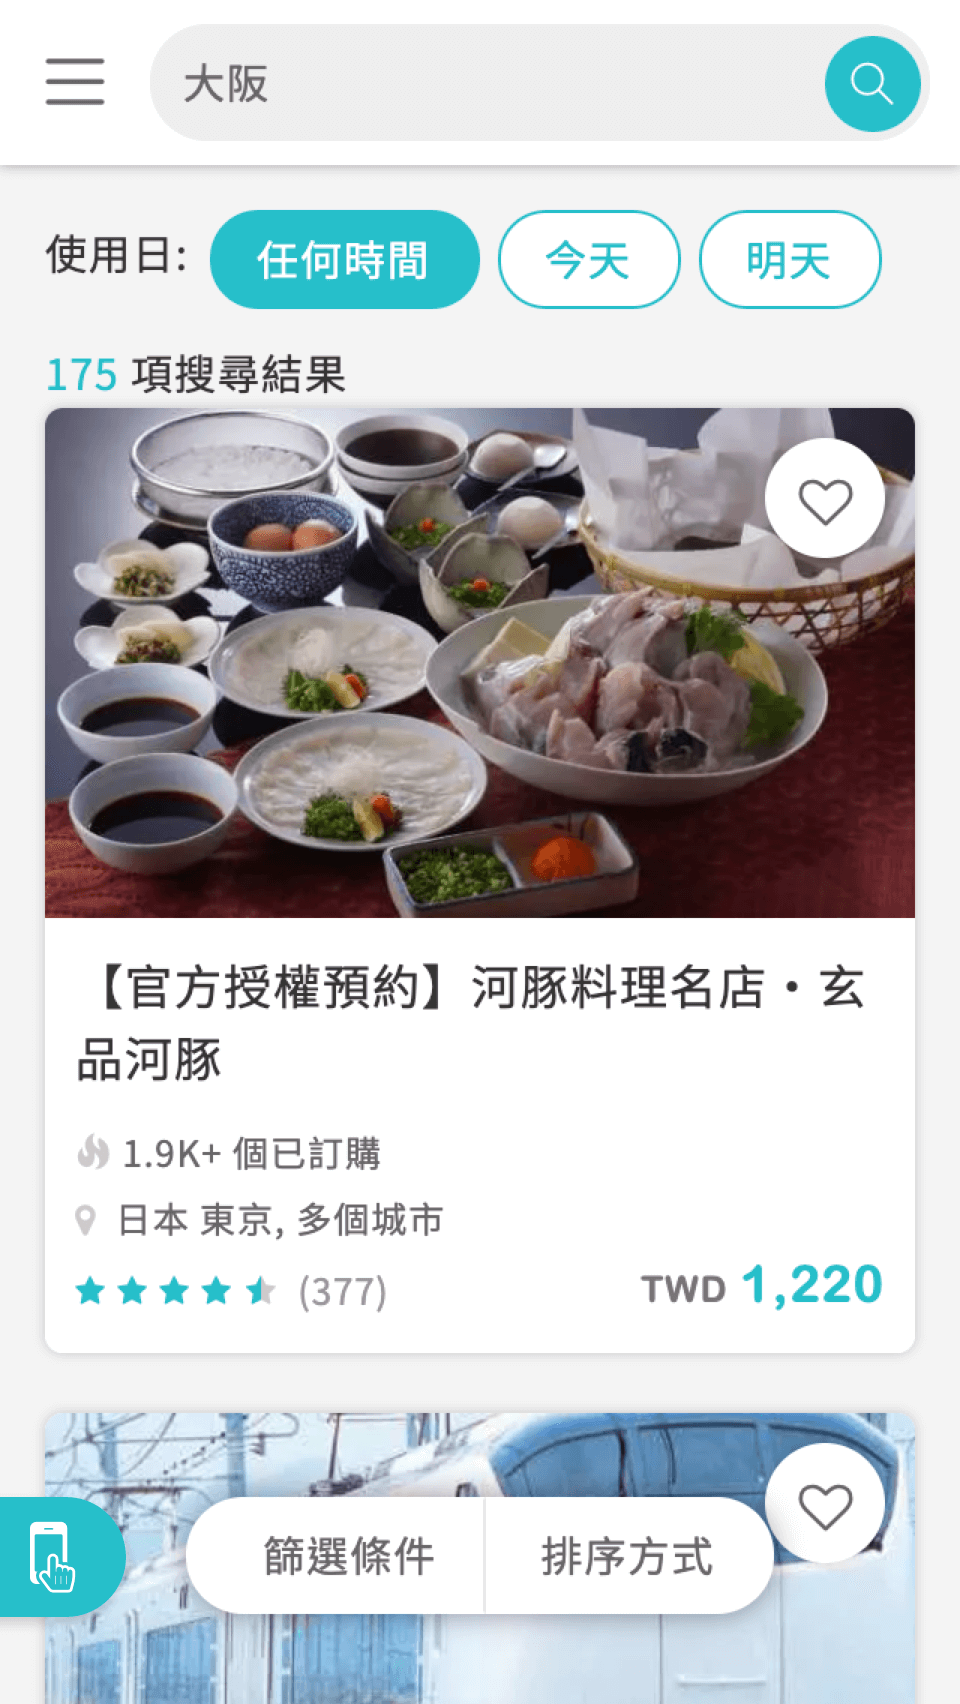 大阪
使用日: 任何時間 今天 明天
175 項搜尋結果
【官方授權預約】河豚料理名店・玄
品河豚
1.9K+ 個已訂購
日本 東京, 多個城市
(377) TWD 1,220
篩選條件 排序方式